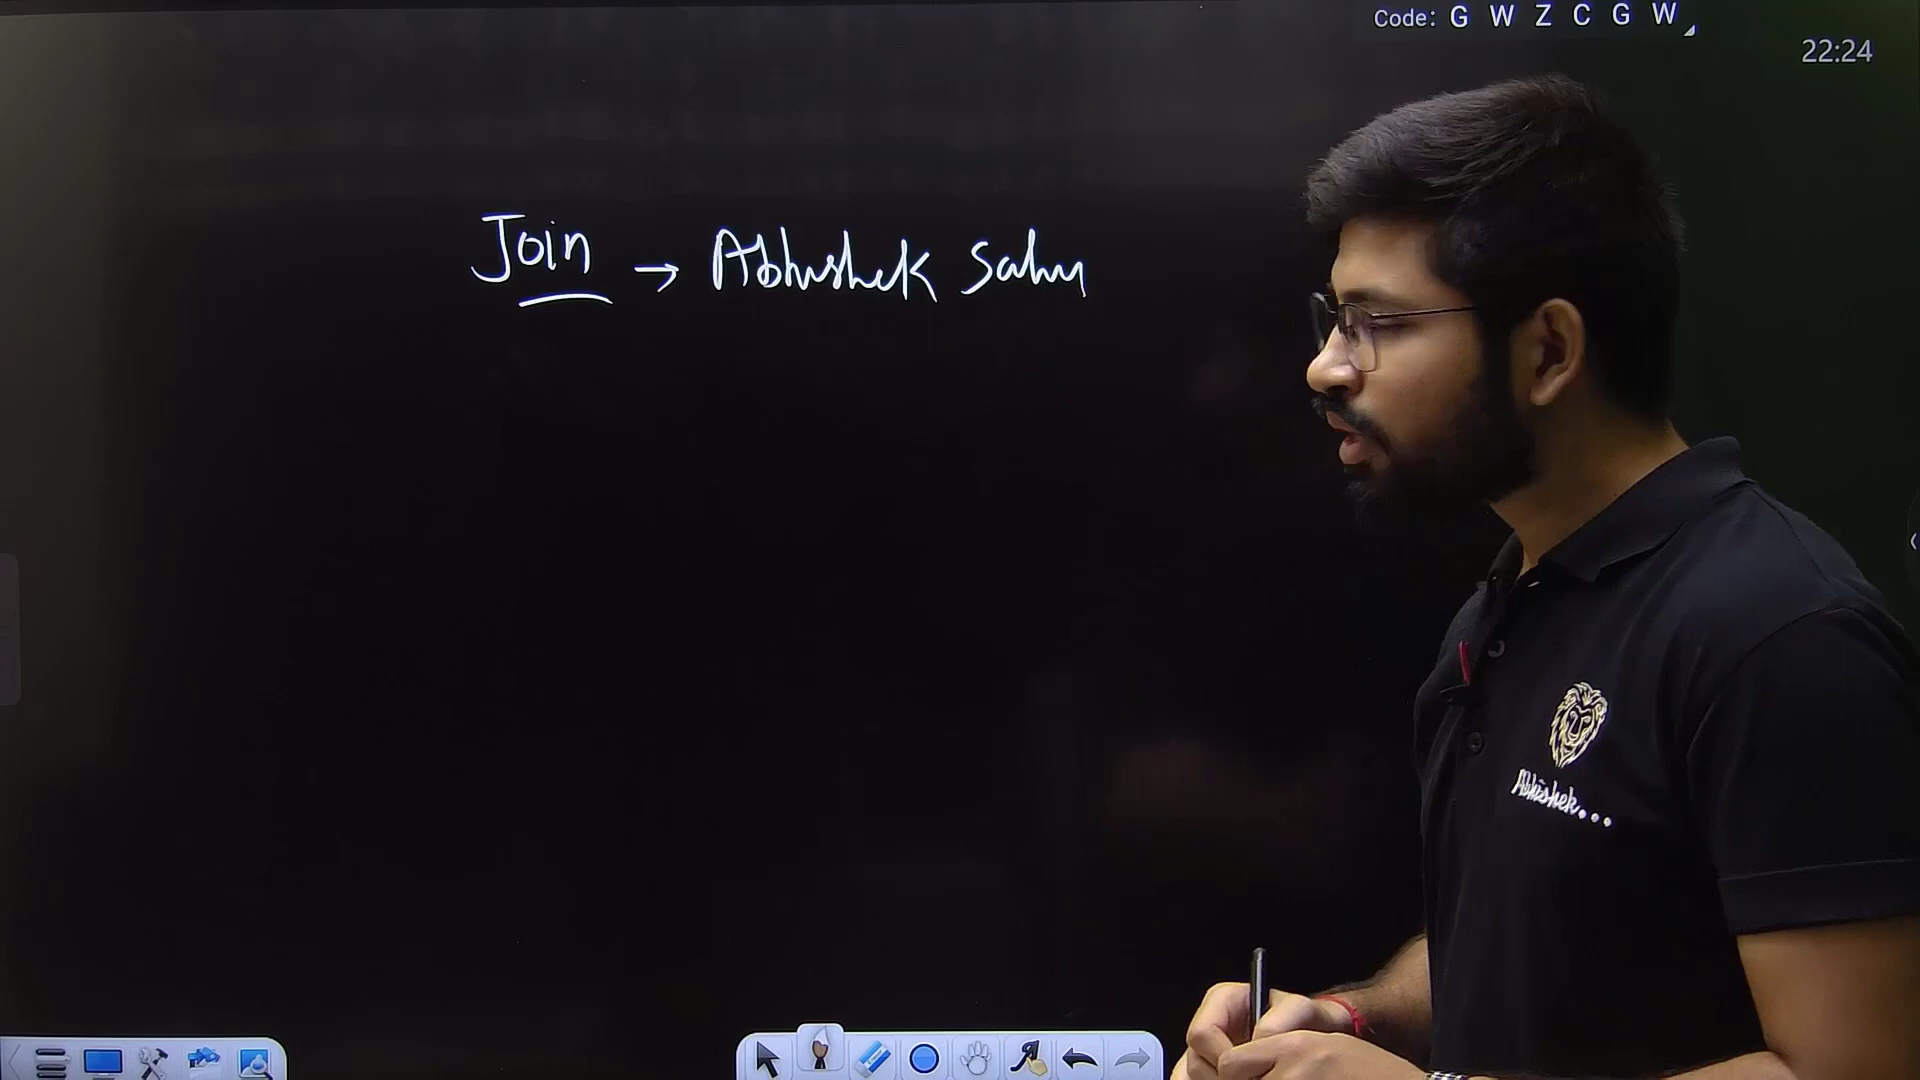 Code: G W Z C G W
22:24
Join → Abhishek Sahu
Abhishek...